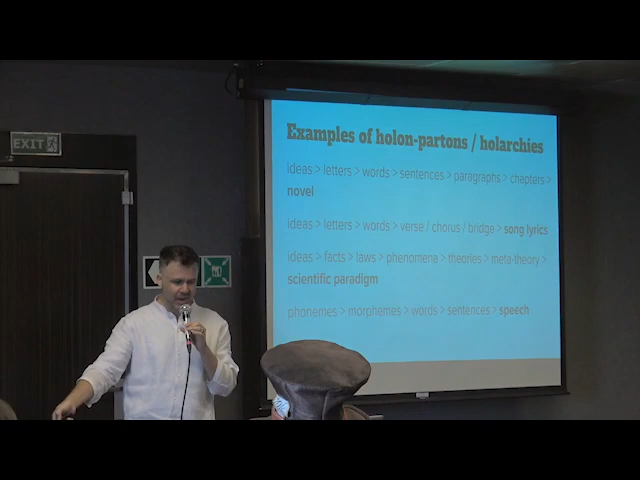 EXIT
Examples of holon-partons / holarchies
ideas > letters > words > sentences > paragraphs > chapters >
novel
ideas > letters > words > verse / chorus / bridge > song lyrics
ideas > facts > laws > phenomena > theories > meta-theory >
scientific paradigm
phonemes > morphemes > words > sentences > speech